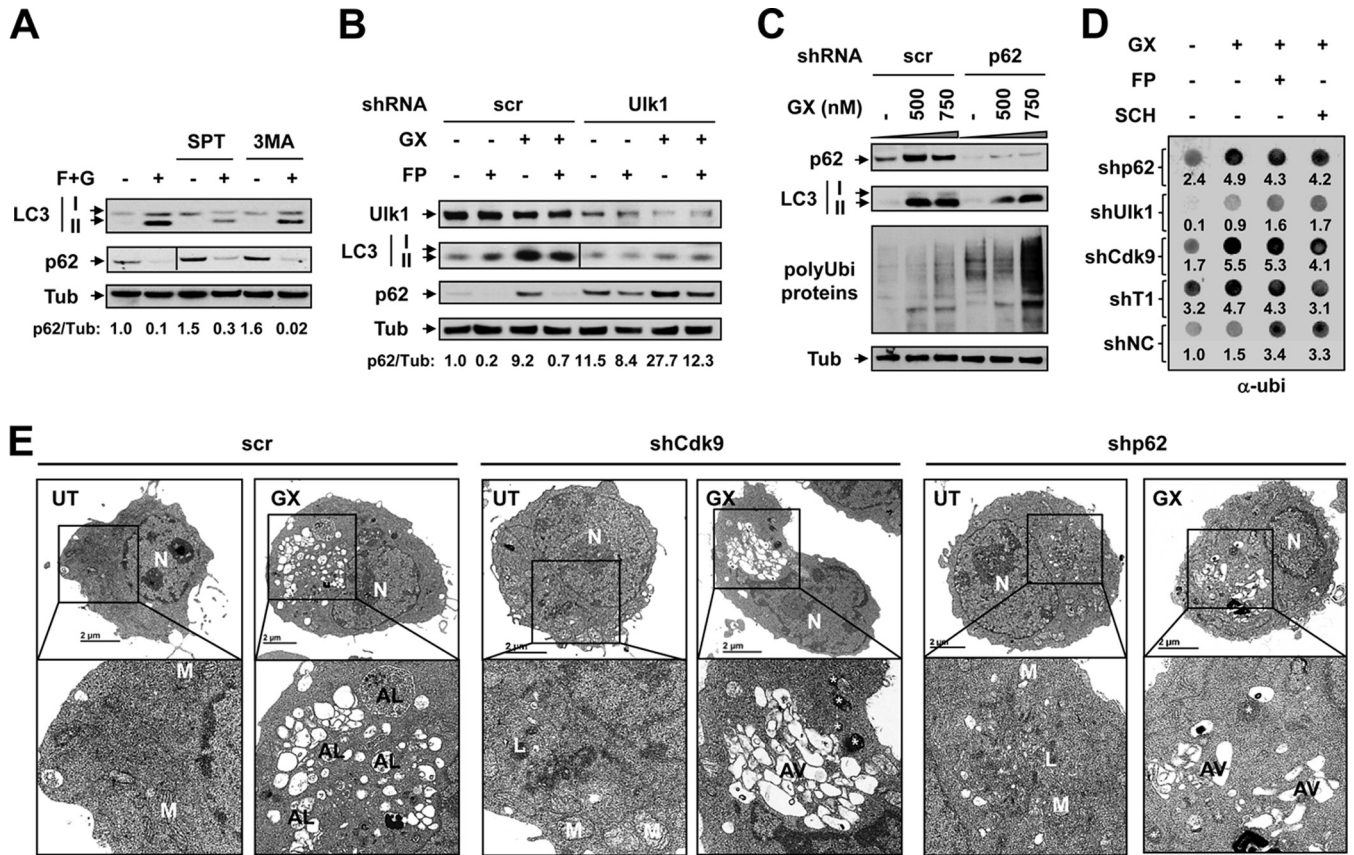 A
SPT 3MA
F+G - + - + - +
LC3 I
II
p62
Tub
p62/Tub: 1.0 0.1 1.5 0.3 1.6 0.02
B
shRNA scr Ulk1
GX - - + + - - + +
FP - + - + - + - +
Ulk1
LC3 I
II
p62
Tub
p62/Tub: 1.0 0.2 9.2 0.7 11.5 8.4 27.7 12.3
C
shRNA scr p62
GX (nM) - 500 750 - 500 750
p62
LC3 I
II
polyUbi
proteins
Tub
D
GX - + + +
FP - - + -
SCH - - - +
shp62
2.4 4.9 4.3 4.2
shUlk1
0.1 0.9 1.6 1.7
shCdk9
1.7 5.5 5.3 4.1
shT1
3.2 4.7 4.3 3.1
shNC
1.0 1.5 3.4 3.3
α-ubi
E
scr shCdk9 shp62
UT GX UT GX UT GX
N N N N N N
2 µm 2 µm 2 µm 2 µm 2 µm 2 µm
M AL M
AL AL L AV L AV AV
M AL M M M